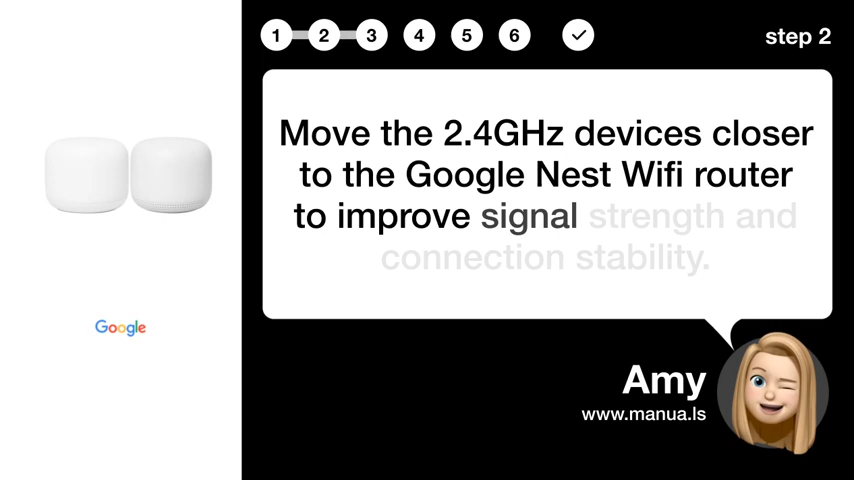 1 2 3 4 5 6
step 2
Move the 2.4GHz devices closer
to the Google Nest Wifi router
to improve signal strength and
connection stability.
Google
Amy
www.manua.ls